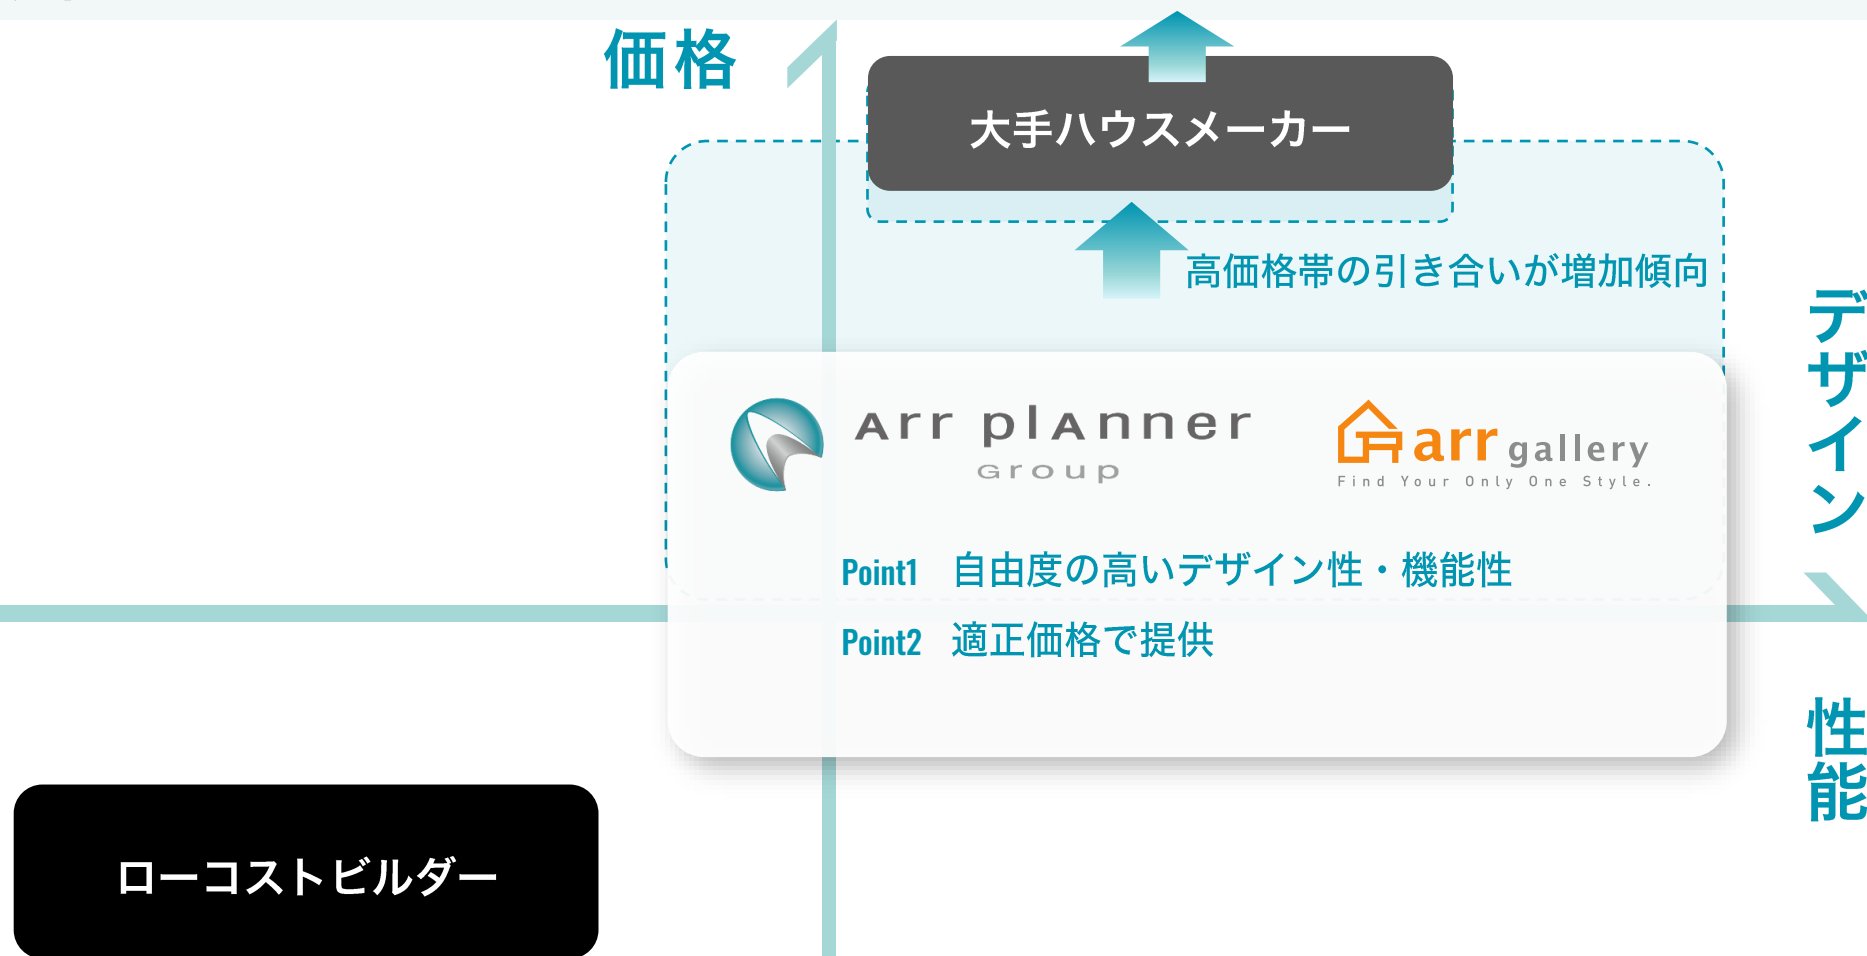 価格
大手ハウスメーカー
高価格帯の引き合いが増加傾向
デザイン
Arr plAnner
Group
arr gallery
Find Your Only One Style.
Point1 自由度の高いデザイン性・機能性
Point2 適正価格で提供
性能
ローコストビルダー